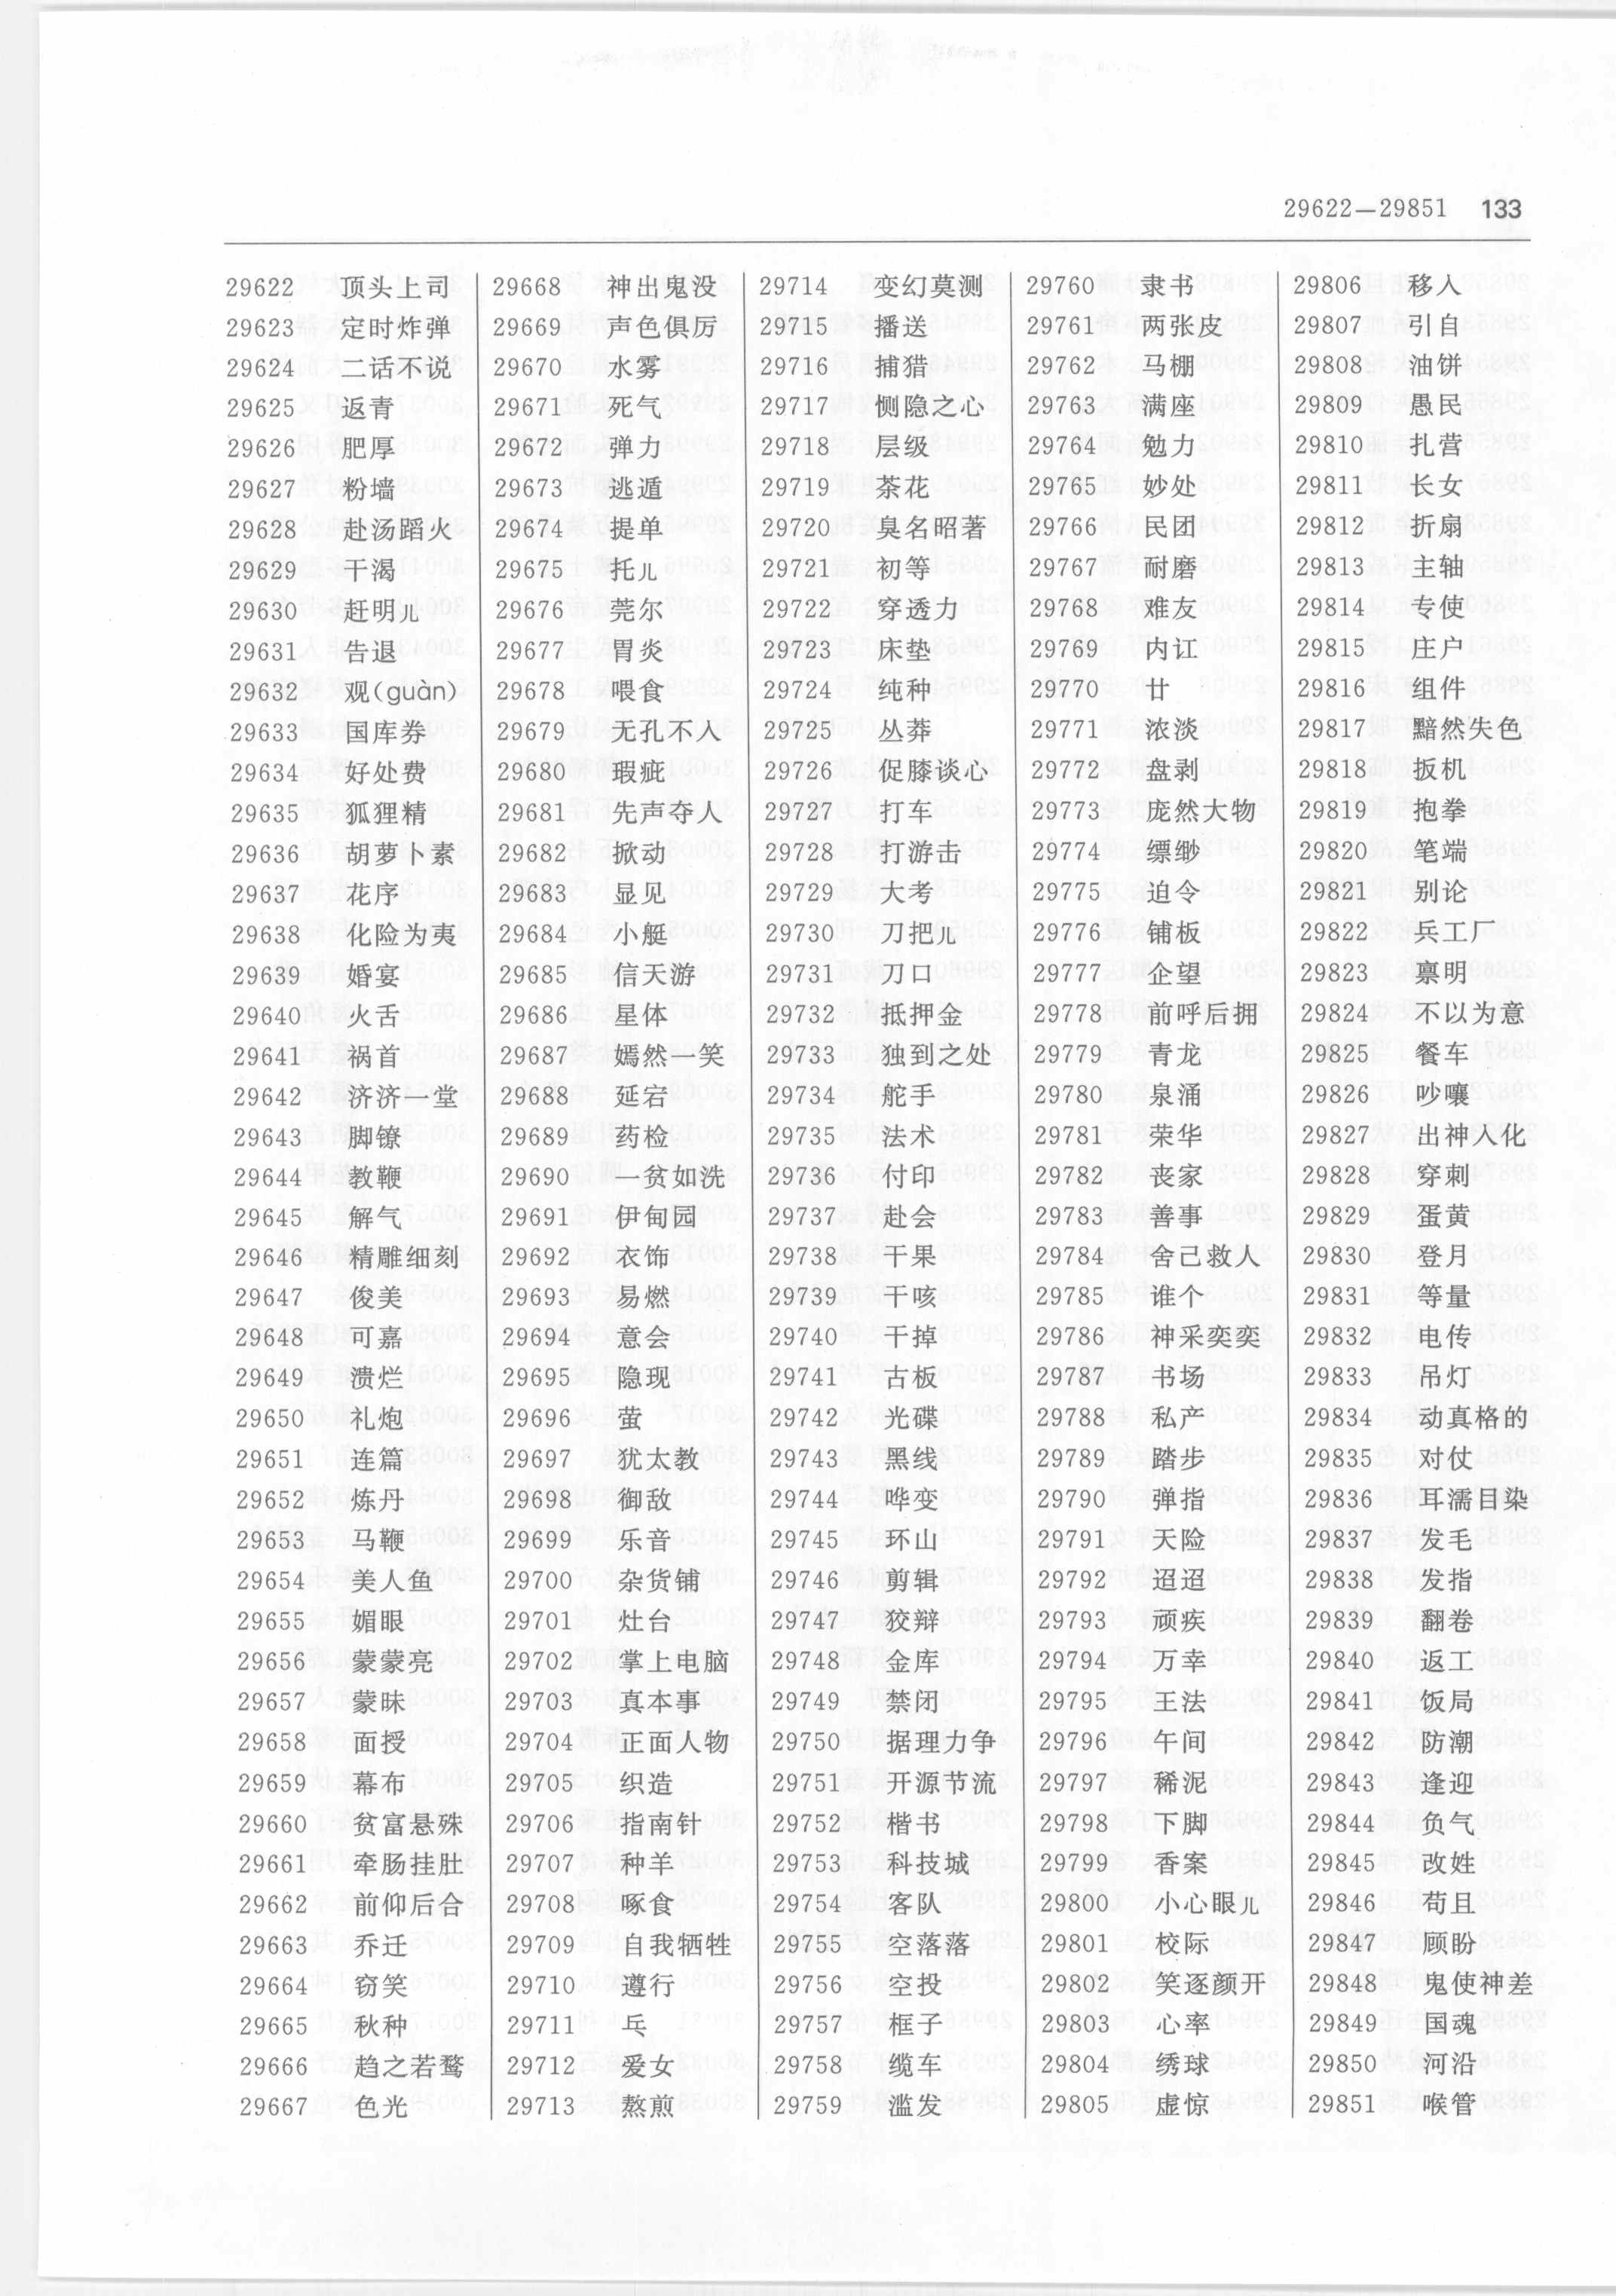 29622—29851 133
29622 顶头上司
29623 定时炸弹
29624 二话不说
29625 返青
29626 肥厚
29627 粉墙
29628 赴汤蹈火
29629 干渴
29630 赶明儿
29631 告退
29632 观(guàn)
29633 国库券
29634 好处费
29635 狐狸精
29636 胡萝卜素
29637 花序
29638 化险为夷
29639 婚宴
29640 火舌
29641 祸首
29642 济济一堂
29643 脚镣
29644 教鞭
29645 解气
29646 精雕细刻
29647 俊美
29648 可嘉
29649 溃烂
29650 礼炮
29651 连篇
29652 炼丹
29653 马鞭
29654 美人鱼
29655 媚眼
29656 蒙蒙亮
29657 蒙昧
29658 面授
29659 幕布
29660 贫富悬殊
29661 牵肠挂肚
29662 前仰后合
29663 乔迁
29664 窃笑
29665 秋种
29666 趋之若鹜
29667 色光
29668 神出鬼没
29669 声色俱厉
29670 水雾
29671 死气
29672 弹力
29673 逃遁
29674 提单
29675 托儿
29676 莞尔
29677 胃炎
29678 喂食
29679 无孔不入
29680 瑕疵
29681 先声夺人
29682 掀动
29683 显见
29684 小艇
29685 信天游
29686 星体
29687 嫣然一笑
29688 延宕
29689 药检
29690 一贫如洗
29691 伊甸园
29692 衣饰
29693 易燃
29694 意会
29695 隐现
29696 萤
29697 犹太教
29698 御敌
29699 乐音
29700 杂货铺
29701 灶台
29702 掌上电脑
29703 真本事
29704 正面人物
29705 织造
29706 指南针
29707 种羊
29708 啄食
29709 自我牺牲
29710 遵行
29711 乓
29712 爱女
29713 熬煎
29714 变幻莫测
29715 播送
29716 捕猎
29717 恻隐之心
29718 层级
29719 茶花
29720 臭名昭著
29721 初等
29722 穿透力
29723 床垫
29724 纯种
29725 丛莽
29726 促膝谈心
29727 打车
29728 打游击
29729 大考
29730 刀把儿
29731 刀口
29732 抵押金
29733 独到之处
29734 舵手
29735 法术
29736 付印
29737 赴会
29738 干果
29739 干咳
29740 干掉
29741 古板
29742 光碟
29743 黑线
29744 哗变
29745 环山
29746 剪辑
29747 狡辩
29748 金库
29749 禁闭
29750 据理力争
29751 开源节流
29752 楷书
29753 科技城
29754 客队
29755 空落落
29756 空投
29757 框子
29758 缆车
29759 滥发
29760 隶书
29761 两张皮
29762 马棚
29763 满座
29764 勉力
29765 妙处
29766 民团
29767 耐磨
29768 难友
29769 内讧
29770 廿
29771 浓淡
29772 盘剥
29773 庞然大物
29774 缥缈
29775 迫令
29776 铺板
29777 企望
29778 前呼后拥
29779 青龙
29780 泉涌
29781 荣华
29782 丧家
29783 善事
29784 舍己救人
29785 谁个
29786 神采奕奕
29787 书场
29788 私产
29789 踏步
29790 弹指
29791 天险
29792 迢迢
29793 顽疾
29794 万幸
29795 王法
29796 午间
29797 稀泥
29798 下脚
29799 香案
29800 小心眼儿
29801 校际
29802 笑逐颜开
29803 心率
29804 绣球
29805 虚惊
29806 移人
29807 引自
29808 油饼
29809 愚民
29810 扎营
29811 长女
29812 折扇
29813 主轴
29814 专使
29815 庄户
29816 组件
29817 黯然失色
29818 扳机
29819 抱拳
29820 笔端
29821 别论
29822 兵工厂
29823 禀明
29824 不以为意
29825 餐车
29826 吵嚷
29827 出神入化
29828 穿刺
29829 蛋黄
29830 登月
29831 等量
29832 电传
29833 吊灯
29834 动真格的
29835 对仗
29836 耳濡目染
29837 发毛
29838 发指
29839 翻卷
29840 返工
29841 饭局
29842 防潮
29843 逢迎
29844 负气
29845 改姓
29846 苟且
29847 顾盼
29848 鬼使神差
29849 国魂
29850 河沿
29851 喉管